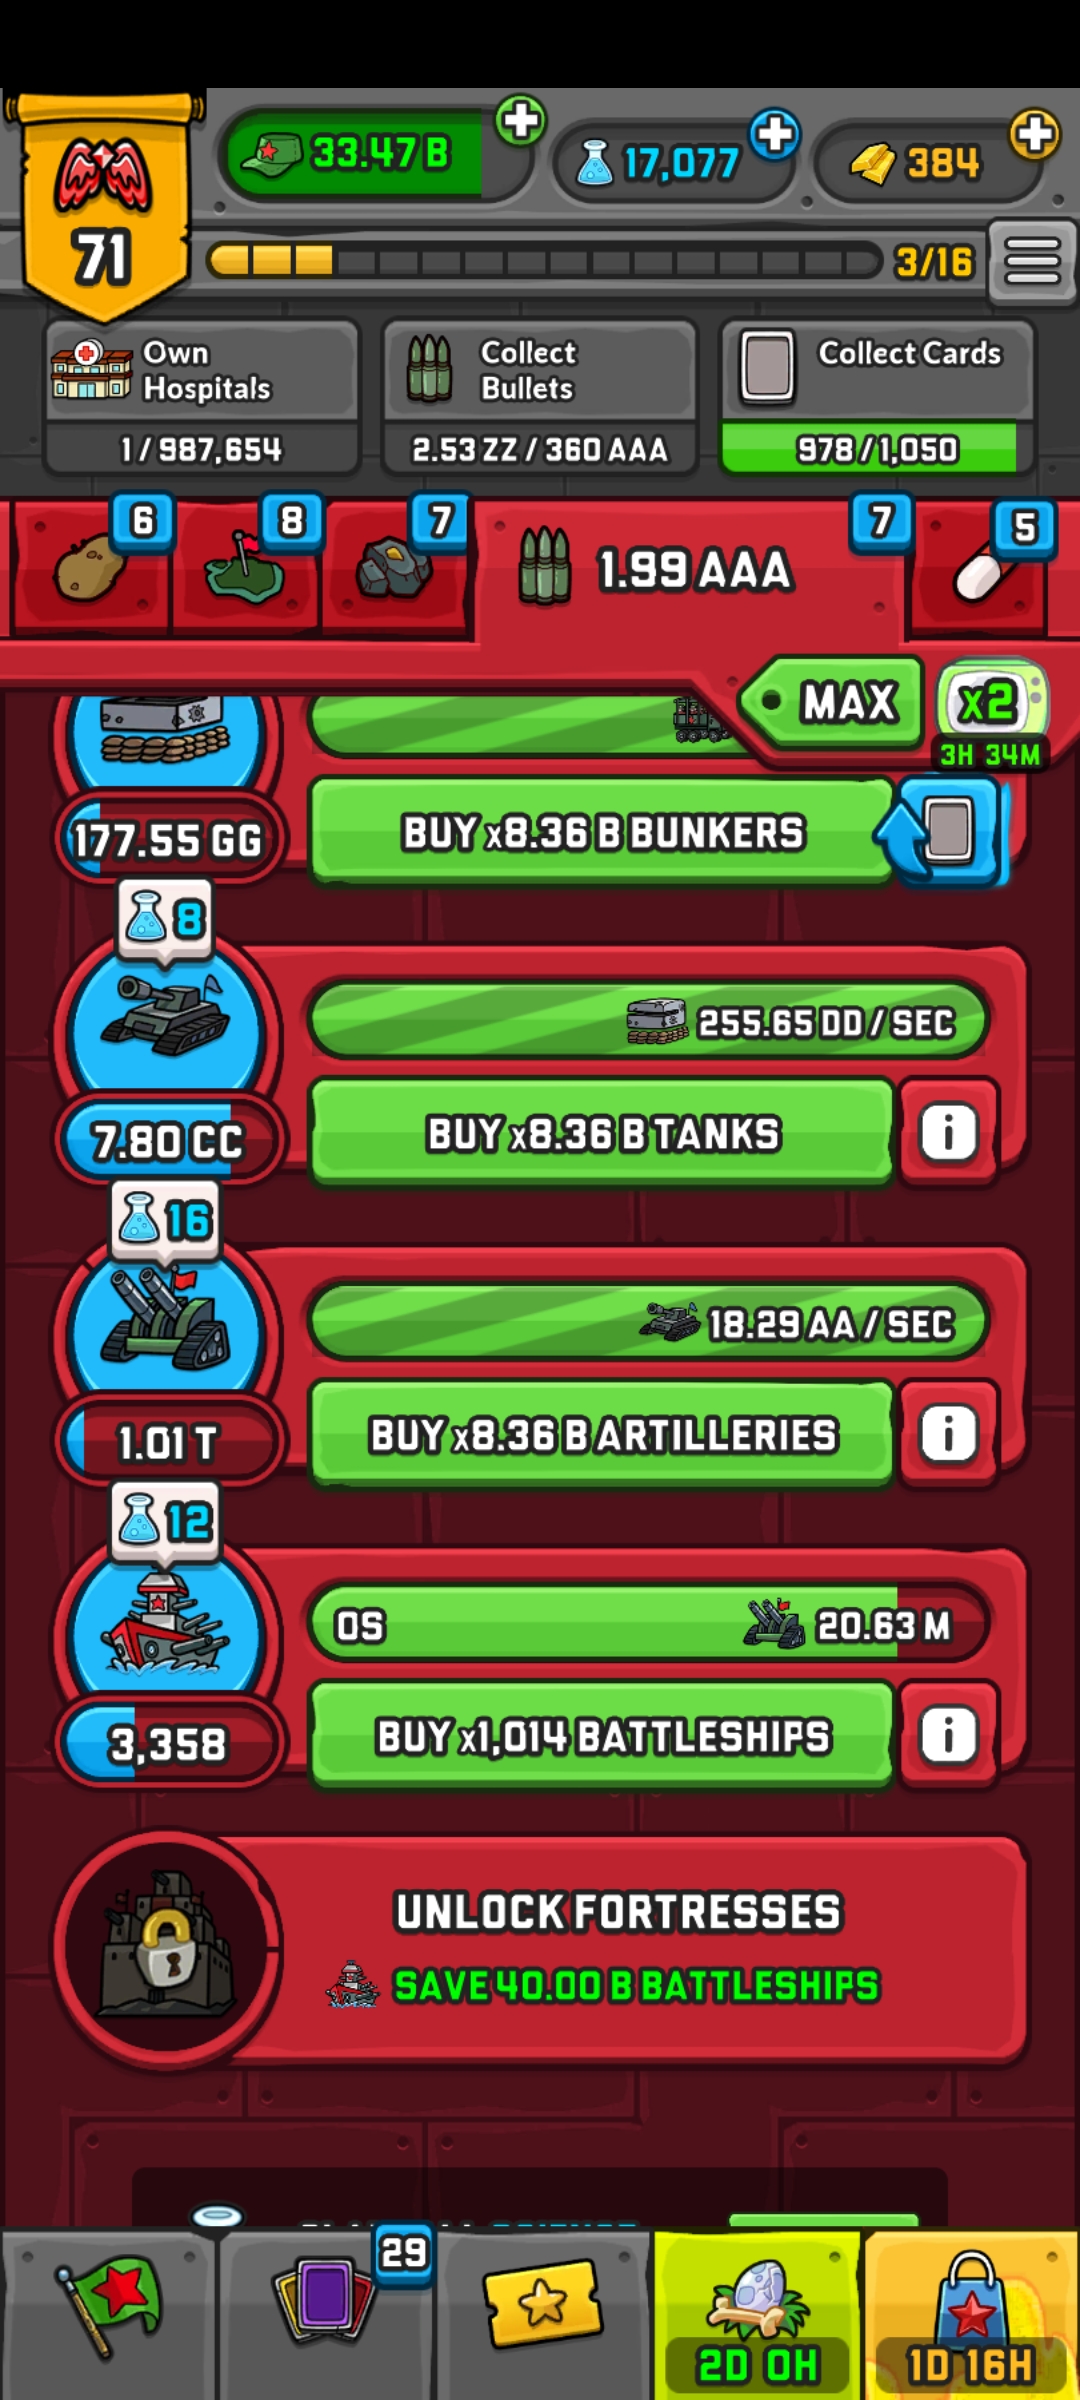 33.47 B
17,077
384
71
3/16
Own
Hospitals
1 / 987,654
Collect
Bullets
2.53 ZZ / 360 AAA
Collect Cards
978 / 1,050
6
8
7
1.99 AAA
7
5
MAX
x2
3H 34M
177.55 GG
BUY x8.36 B BUNKERS
8
255.65 DD / SEC
7.80 CC
BUY x8.36 B TANKS
i
16
18.29 AA / SEC
1.01 T
BUY x8.36 B ARTILLERIES
i
12
0S
20.63 M
3,358
BUY x1,014 BATTLESHIPS
i
UNLOCK FORTRESSES
SAVE 40.00 B BATTLESHIPS
29
2D 0H
1D 16H